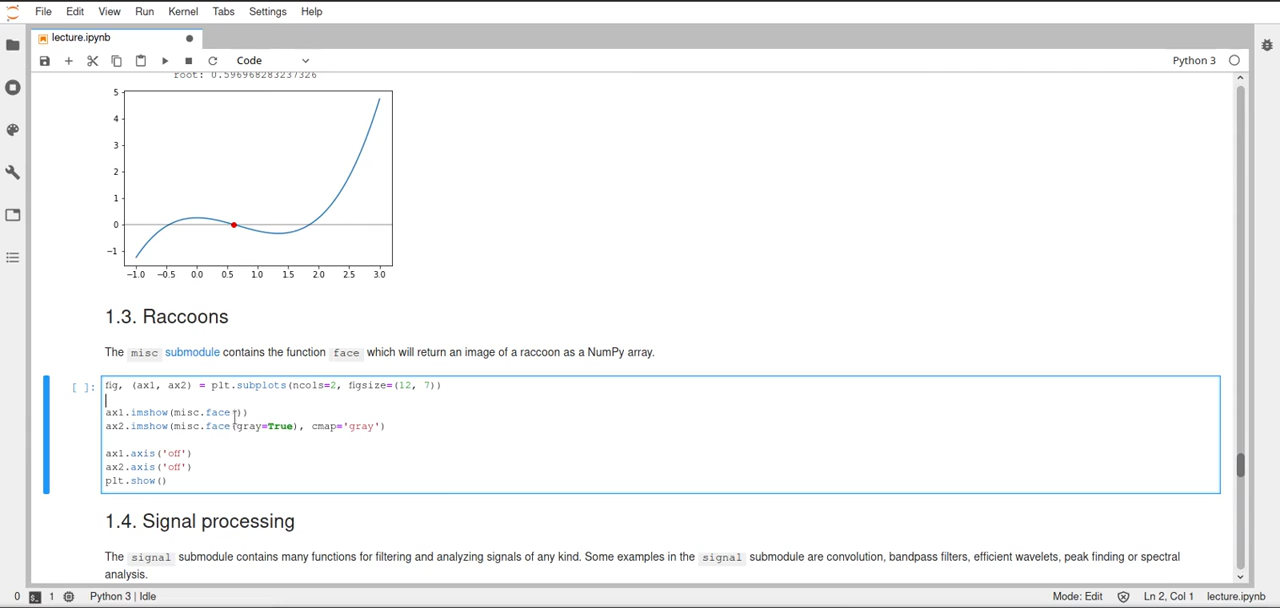 File Edit View Run Kernel Tabs Settings Help
lecture.ipynb
Code
Python 3
root: 0.596968283237326
5
4
3
2
1
0
−1
−1.0 −0.5 0.0 0.5 1.0 1.5 2.0 2.5 3.0
1.3. Raccoons
The misc submodule contains the function face which will return an image of a raccoon as a NumPy array.
[ ]:
fig, (ax1, ax2) = plt.subplots(ncols=2, figsize=(12, 7))
ax1.imshow(misc.face())
ax2.imshow(misc.face(gray=True), cmap='gray')
ax1.axis('off')
ax2.axis('off')
plt.show()
1.4. Signal processing
The signal submodule contains many functions for filtering and analyzing signals of any kind. Some examples in the signal submodule are convolution, bandpass filters, efficient wavelets, peak finding or spectral
analysis.
0 1 Python 3 | Idle Mode: Edit Ln 2, Col 1 lecture.ipynb